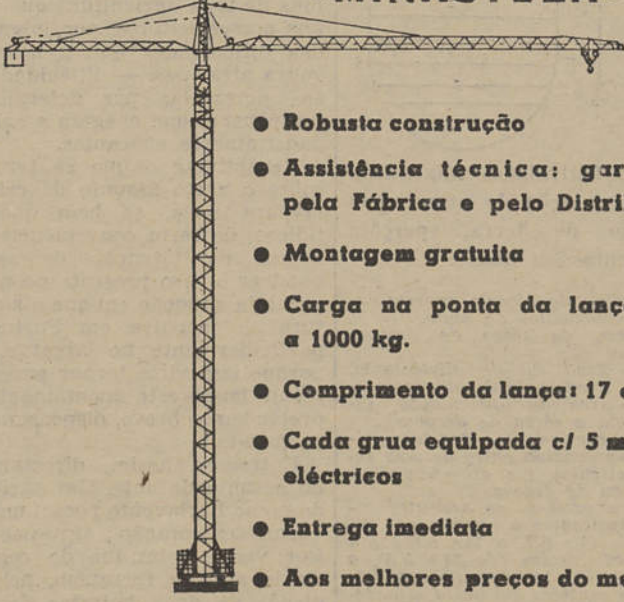 ● Robusta construção
● Assistência técnica:
pela Fábrica e pelo
● Montagem gratuita
● Carga na ponta da
a 1000 kg.
● Comprimento da lança: 17
● Cada grua equipada c/ 5
eléctricos
● Entrega imediata
● Aos melhores preços do